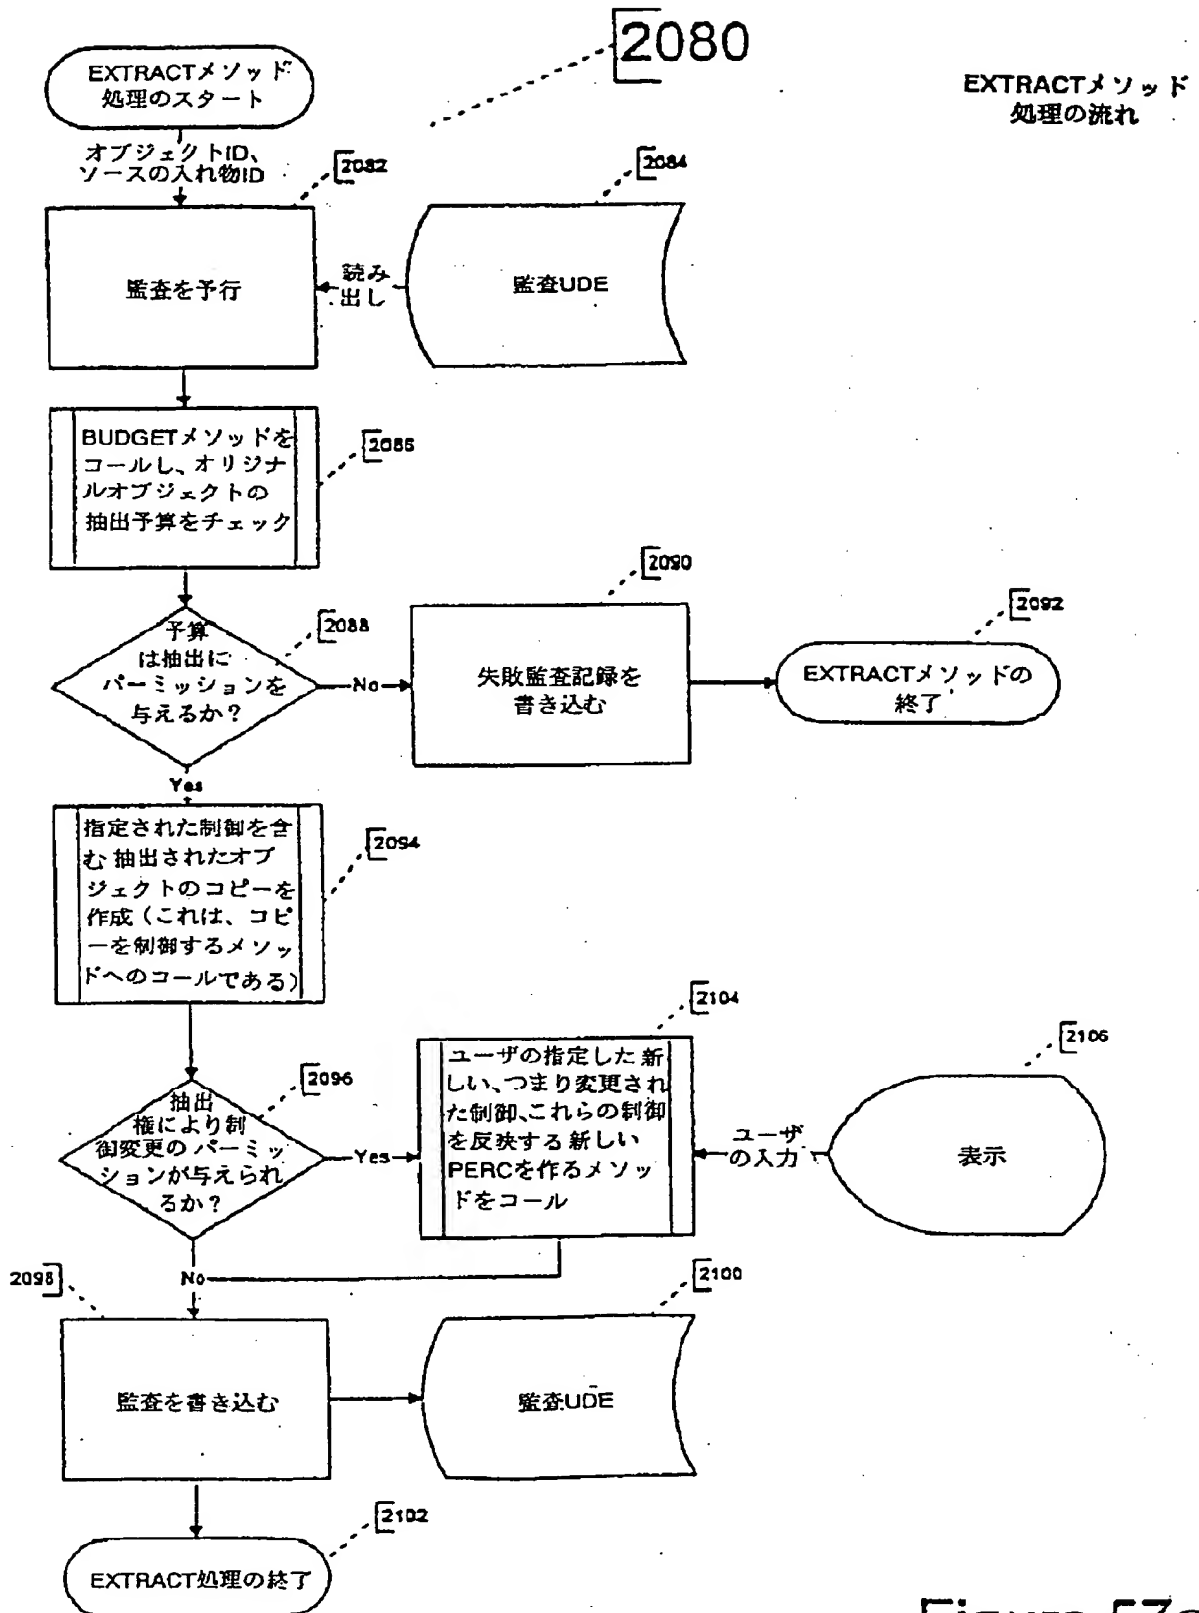 2080
EXTRACTメソッド
処理のスタート
EXTRACTメソッド
処理の流れ
オブジェクトID、
ソースの入れ物ID
2082
2084
監査を予行
読み
出し
監査UDE
BUDGETメソッドを
コールし、オリジナ
ルオブジェクトの
抽出予算をチェック
2086
予算
は抽出に
パーミッションを
与えるか?
2088
No
2090
失敗監査記録を
書き込む
2092
EXTRACTメソッドの
終了
Yes
指定された制御を含
む抽出されたオブ
ジェクトのコピーを
作成(これは、コピ
ーを制御するメソッ
ドへのコールである)
2094
抽出
権により制
御変更のパーミッ
ションが与えられ
るか?
2096
Yes
2104
ユーザの指定した新
しい、つまり変更され
た制御、これらの制御
を反映する新しい
PERCを作るメソッ
ドをコール
ユーザ
の入力
2106
表示
No
2098
監査を書き込む
2100
監査UDE
2102
EXTRACT処理の終了